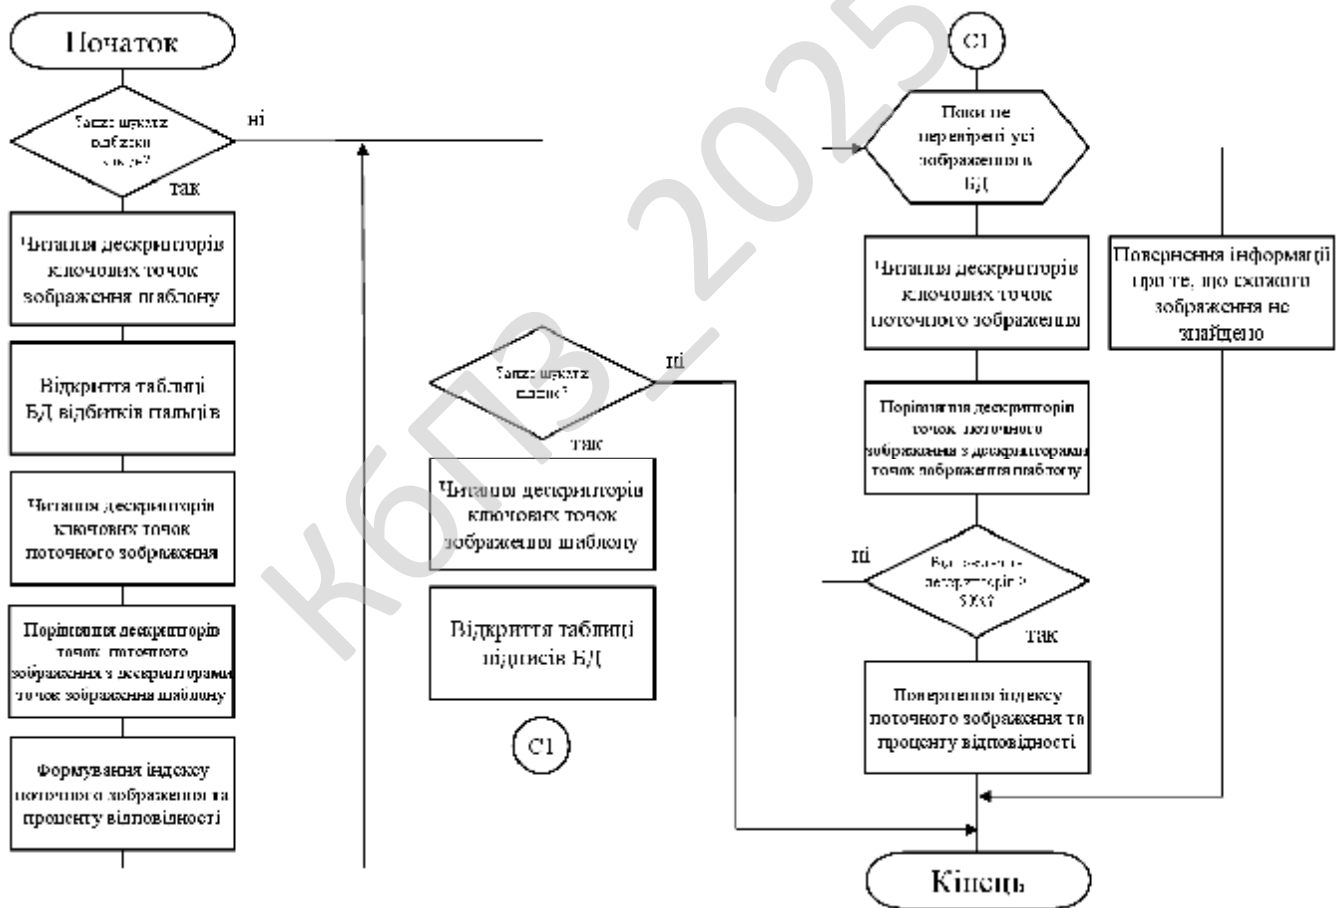 Початок
ні
так
Читання дескрипторів
ключових точок
зображення шаблону
Відкриття таблиці
БД відбитків пальців
Читання дескрипторів
ключових точок
поточного зображення
Порівняння дескрипторів
точок поточного
зображення з дескрипторами
точок зображення шаблону
Формування індексу
поточного зображення та
проценту відповідності
ні
так
Читання дескрипторів
ключових точок
зображення шаблону
Відкриття таблиці
підписів БД
С1
С1
Поки не
перевірені усі
зображення в
БД
Читання дескрипторів
ключових точок
поточного зображення
Порівняння дескрипторів
точок поточного
зображення з дескрипторами
точок зображення шаблону
ні
так
Повернення індексу
поточного зображення та
проценту відповідності
Кінець
Повернення інформації
про те, що схожого
зображення не
знайдено
КбПЗ_2025